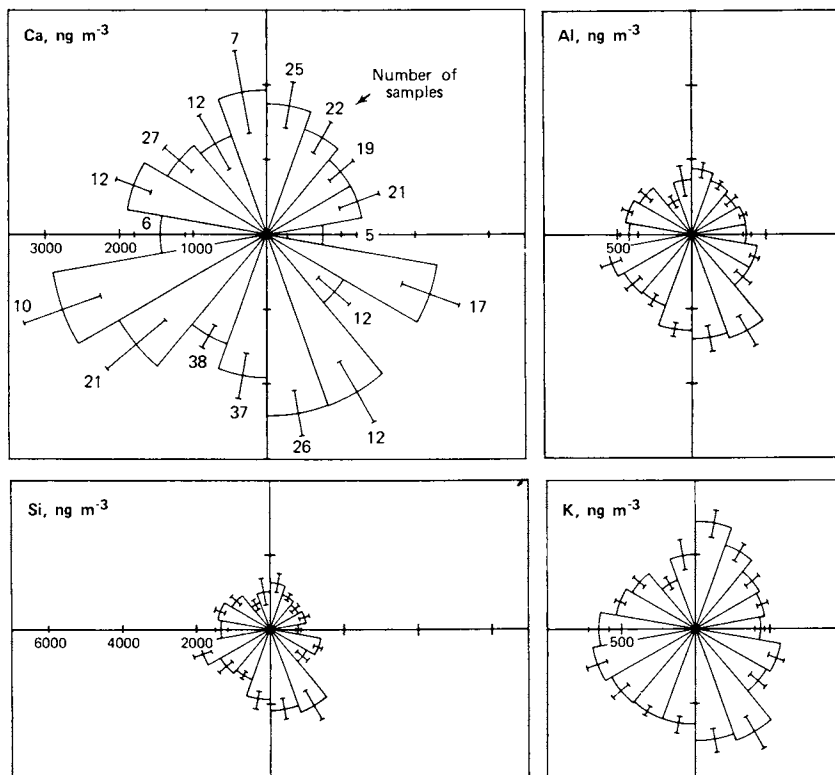 Ca, ng m⁻³
7
25
Number of
samples
12
22
27
19
12
21
6
5
3000 2000 1000
10
17
12
21
38
37
26
12
Al, ng m⁻³
500
Si, ng m⁻³
6000 4000 2000
K, ng m⁻³
500